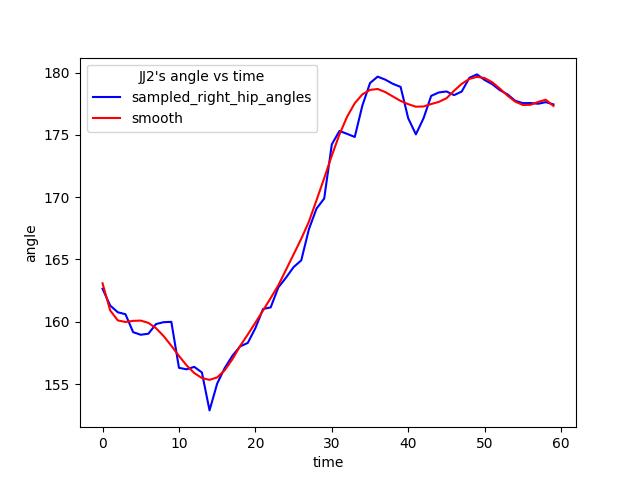 JJ2's angle vs time
sampled_right_hip_angles
smooth
180
175
170
165
160
155
angle
0 10 20 30 40 50 60
time